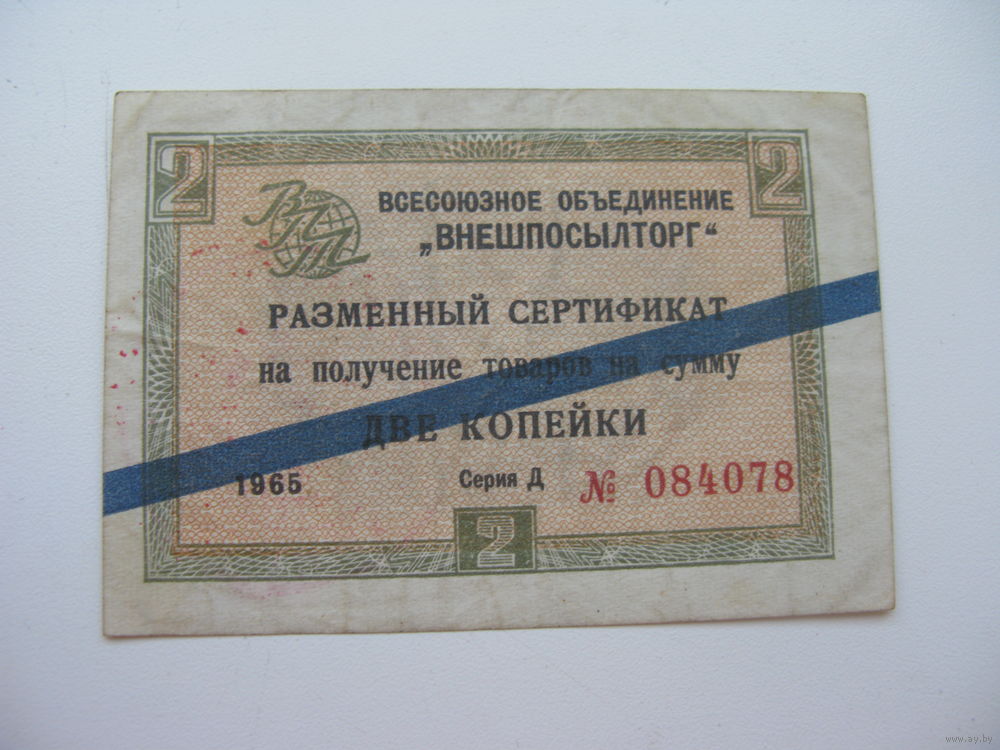 2 2
ВПТ
ВСЕСОЮЗНОЕ ОБЪЕДИНЕНИЕ
„ВНЕШПОСЫЛТОРГ“
РАЗМЕННЫЙ СЕРТИФИКАТ
на получение товаров на сумму
ДВЕ КОПЕЙКИ
1965 Серия Д № 084078
2
www.ay.by